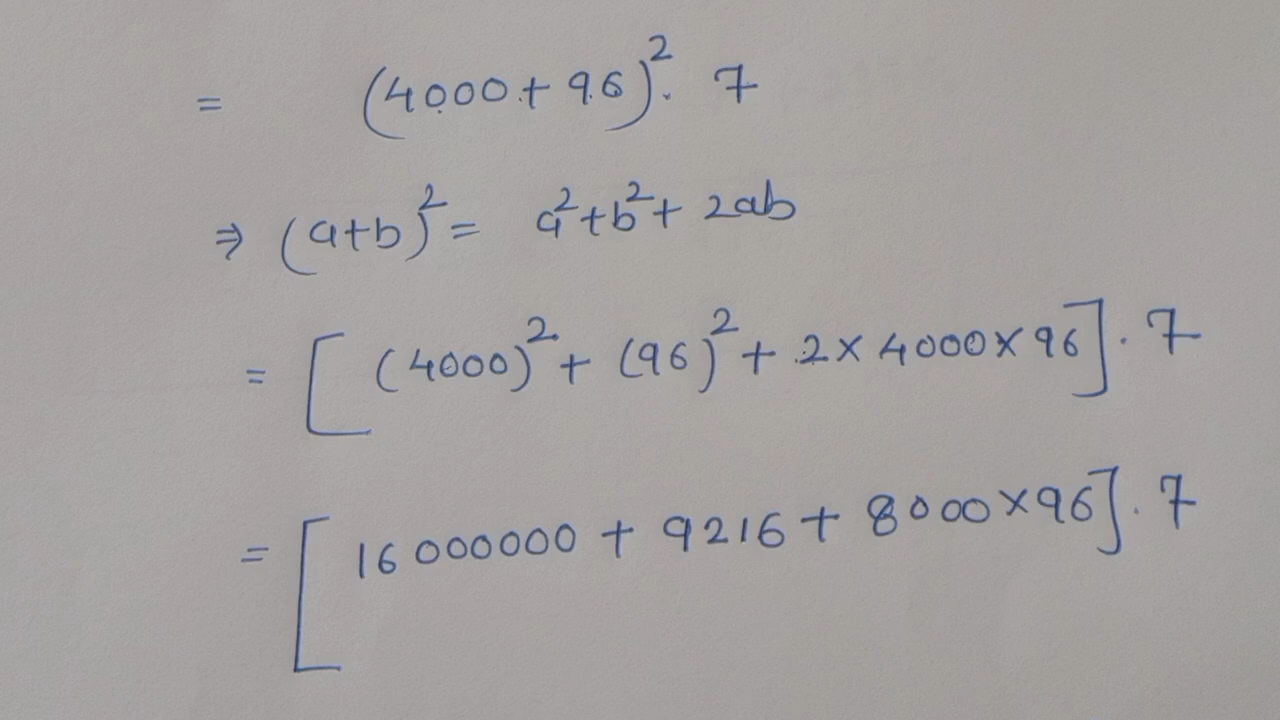 = (4000+96)². 7
⇒ (a+b)² = a²+b²+ 2ab
= [ (4000)² + (96)² + 2× 4000×96] . 7
= [ 16000000 + 9216 + 8000×96] . 7